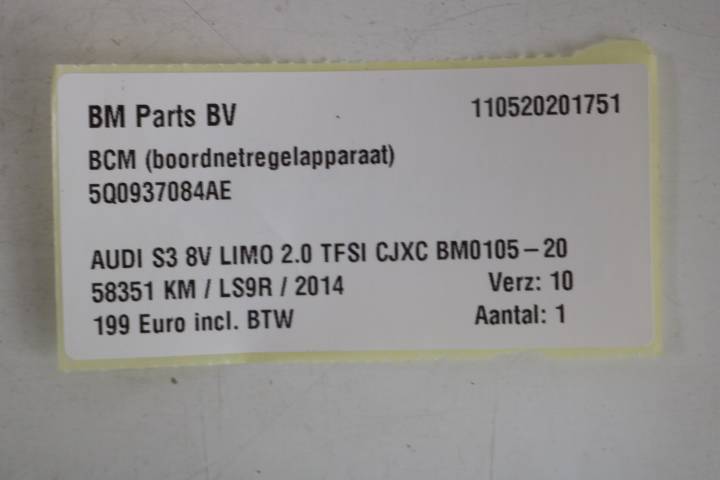 BM Parts BV 110520201751
BCM (boordnetregelapparaat)
5Q0937084AE
AUDI S3 8V LIMO 2.0 TFSI CJXC BM0105-20
58351 KM / LS9R / 2014 Verz: 10
199 Euro incl. BTW Aantal: 1